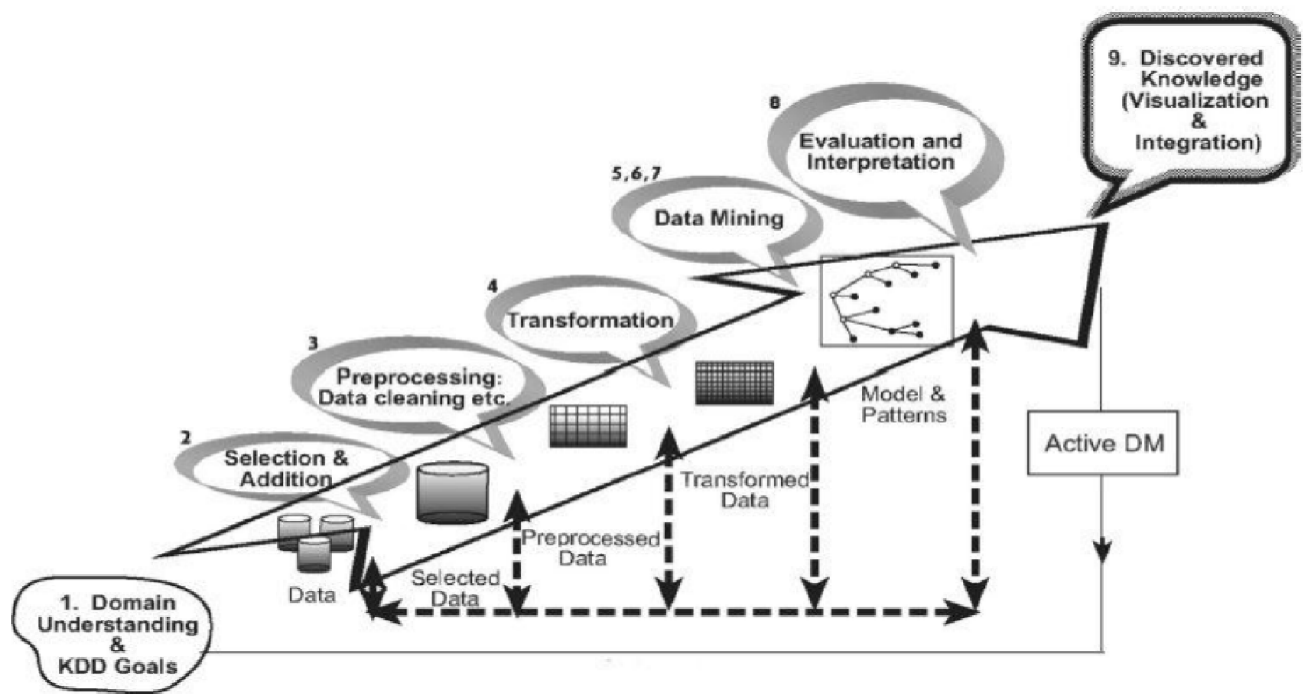 9. Discovered
Knowledge
(Visualization
&
Integration)
8
Evaluation and
Interpretation
5,6,7
Data Mining
4
Transformation
3
Preprocessing:
Data cleaning etc.
2
Selection &
Addition
Model &
Patterns
Active DM
Transformed
Data
Preprocessed
Data
Selected
Data
Data
1. Domain
Understanding
&
KDD Goals